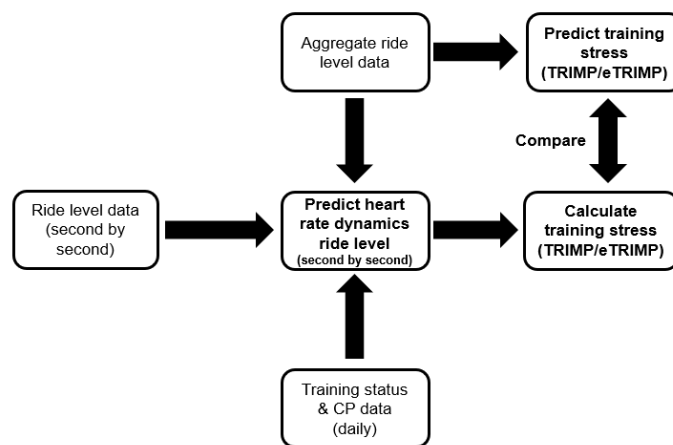 Aggregate ride
level data
Predict training
stress
(TRIMP/eTRIMP)
Compare
Ride level data
(second by
second)
Predict heart
rate dynamics
ride level
(second by second)
Calculate
training stress
(TRIMP/eTRIMP)
Training status
& CP data
(daily)